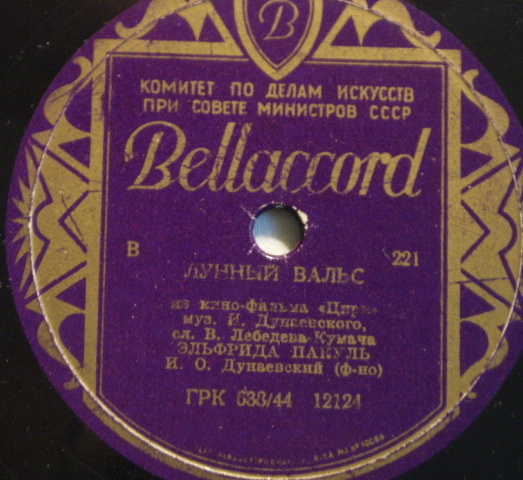 B
КОМИТЕТ ПО ДЕЛАМ ИСКУССТВ
ПРИ СОВЕТЕ МИНИСТРОВ СССР
Bellaccord
В 221
ЛУННЫЙ ВАЛЬС
из кино-фильма «Цирк»
муз. И. Дунаевского,
сл. В. Лебедева-Кумача
ЭЛЬФРИДА ПАКУЛЬ
И. О. Дунаевский (ф-но)
ГРК 633/44 12124